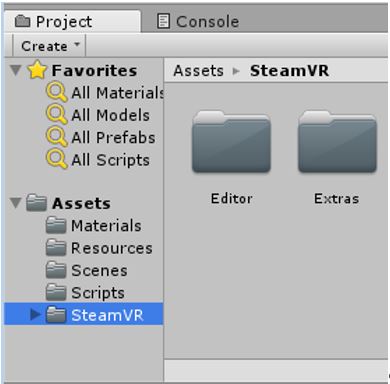 Project
Console
Create
Favorites
All Materials
All Models
All Prefabs
All Scripts
Assets
Materials
Resources
Scenes
Scripts
SteamVR
Assets SteamVR
Editor
Extras